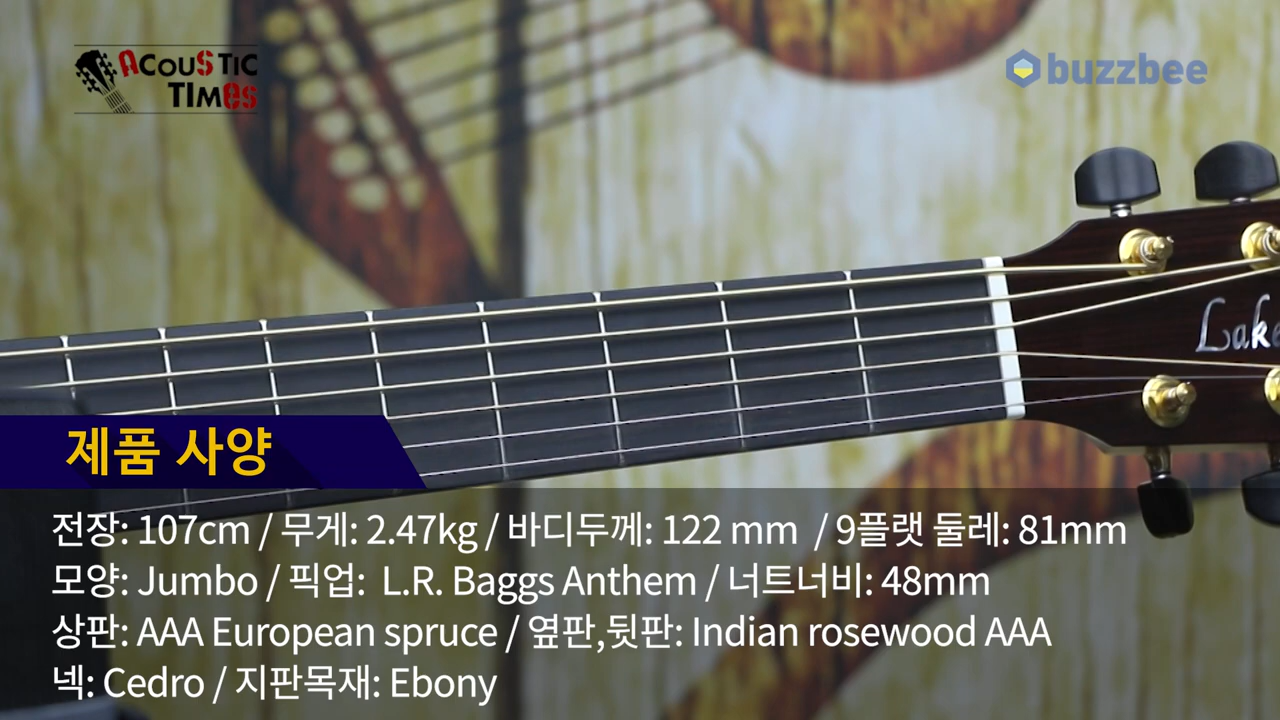 ACOUSTIC
TIMES
buzzbee
Lake
제품 사양
전장: 107cm / 무게: 2.47kg / 바디두께: 122 mm / 9플랫 둘레: 81mm
모양: Jumbo / 픽업: L.R. Baggs Anthem / 너트너비: 48mm
상판: AAA European spruce / 옆판,뒷판: Indian rosewood AAA
넥: Cedro / 지판목재: Ebony